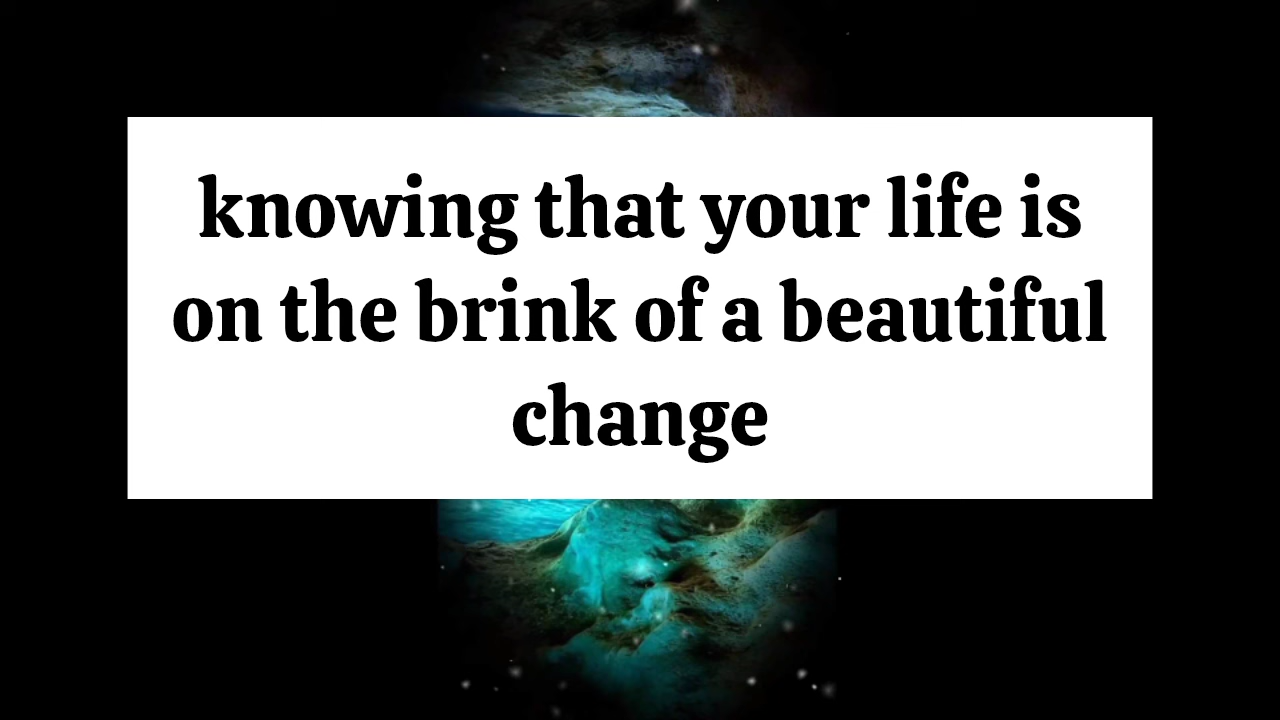 knowing that your life is
on the brink of a beautiful
change